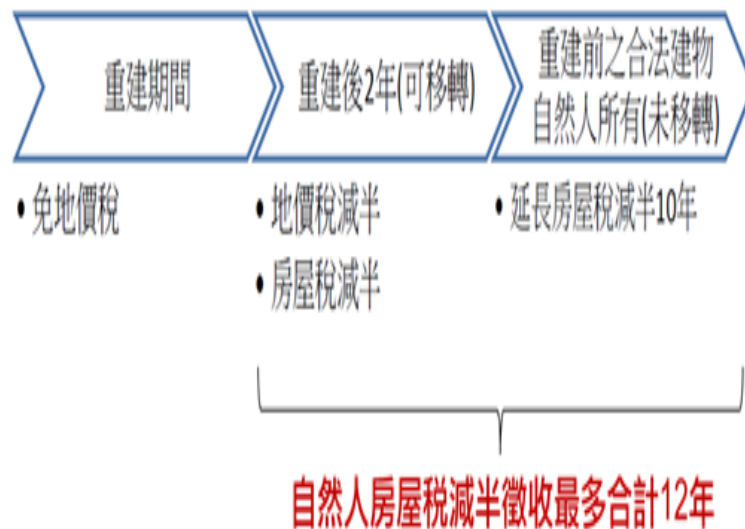 重建期間
• 免地價稅
重建後2年(可移轉)
• 地價稅減半
• 房屋稅減半
重建前之合法建物
自然人所有(未移轉)
• 延長房屋稅減半10年
自然人房屋稅減半徵收最多合計12年